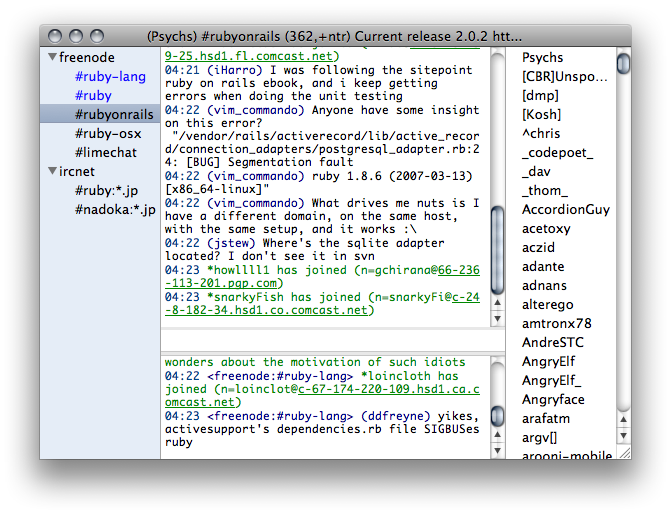 (Psychs) #rubyonrails (362,+ntr) Current release 2.0.2 htt...
freenode
#ruby-lang
#ruby
#rubyonrails
#ruby-osx
#limechat
ircnet
#ruby:*.jp
#nadoka:*.jp
9-25.hsd1.fl.comcast.net)
04:21 (iHarro) I was following the sitepoint
ruby on rails ebook, and i keep getting
errors when doing the unit testing
04:22 (vim_commando) Anyone have some insight
on this error?
"/vendor/rails/activerecord/lib/active_recor
d/connection_adapters/postgresql_adapter.rb:2
4: [BUG] Segmentation fault
04:22 (vim_commando) ruby 1.8.6 (2007-03-13)
[x86_64-linux]"
04:22 (vim_commando) What drives me nuts is I
have a different domain, on the same host,
with the same setup, and it works :\
04:22 (jstew) Where's the sqlite adapter
located? I don't see it in svn
04:23 *howllll1 has joined (n=gchirana@66-236
-113-201.pqp.com)
04:23 *snarkyFish has joined (n=snarkyFi@c-24
-8-182-34.hsd1.co.comcast.net)
wonders about the motivation of such idiots
04:22 <freenode:#ruby-lang> *loincloth has
joined (n=loinclot@c-67-174-220-109.hsd1.ca.c
omcast.net)
04:23 <freenode:#ruby-lang> (ddfreyne) yikes,
activesupport's dependencies.rb file SIGBUSes
ruby
Psychs
[CBR]Unspo...
[dmp]
[Kosh]
^chris
_codepoet_
_dav
_thom_
AccordionGuy
acetoxy
aczid
adante
adnans
alterego
amtronx78
AndreSTC
AngryElf
AngryElf_
Angryface
arafatm
argv[]
arooni-mobile